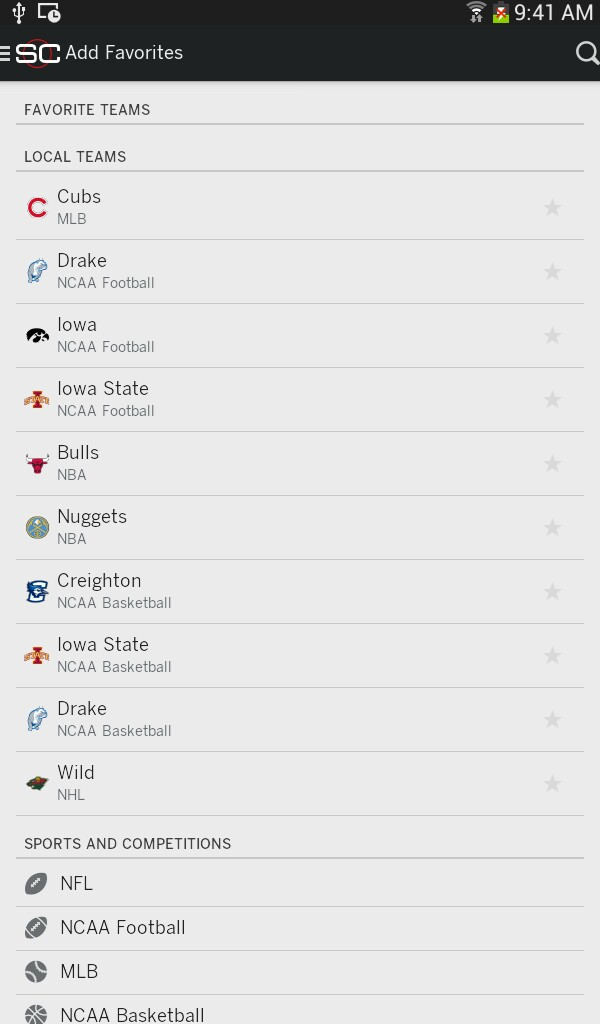 9:41 AM
SC Add Favorites
FAVORITE TEAMS
LOCAL TEAMS
Cubs
MLB
Drake
NCAA Football
Iowa
NCAA Football
Iowa State
NCAA Football
Bulls
NBA
Nuggets
NBA
Creighton
NCAA Basketball
Iowa State
NCAA Basketball
Drake
NCAA Basketball
Wild
NHL
SPORTS AND COMPETITIONS
NFL
NCAA Football
MLB
NCAA Basketball